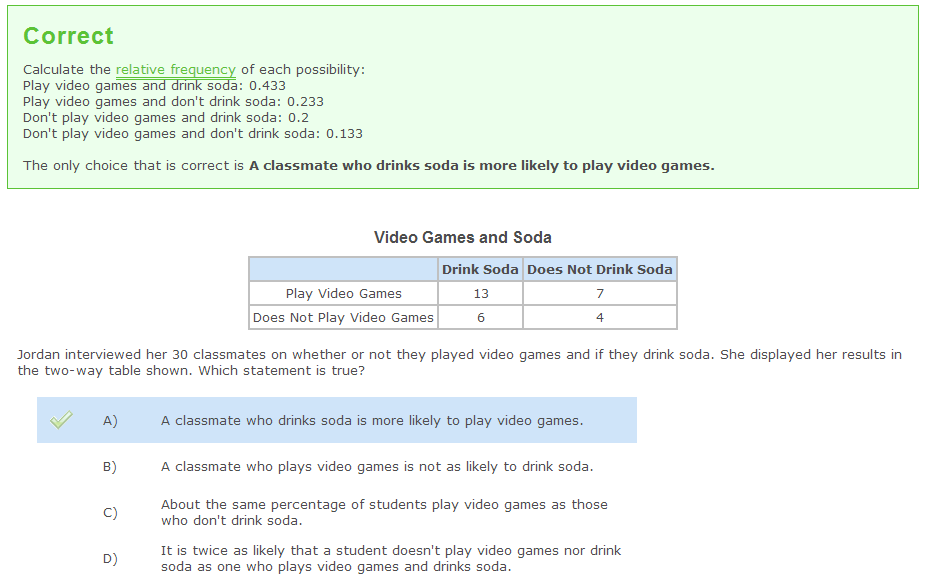 Correct
Calculate the relative frequency of each possibility:
Play video games and drink soda: 0.433
Play video games and don't drink soda: 0.233
Don't play video games and drink soda: 0.2
Don't play video games and don't drink soda: 0.133
The only choice that is correct is A classmate who drinks soda is more likely to play video games.
Video Games and Soda
Drink Soda Does Not Drink Soda
Play Video Games 13 7
Does Not Play Video Games 6 4
Jordan interviewed her 30 classmates on whether or not they played video games and if they drink soda. She displayed her results in
the two-way table shown. Which statement is true?
A) A classmate who drinks soda is more likely to play video games.
B) A classmate who plays video games is not as likely to drink soda.
C) About the same percentage of students play video games as those
who don't drink soda.
D) It is twice as likely that a student doesn't play video games nor drink
soda as one who plays video games and drinks soda.